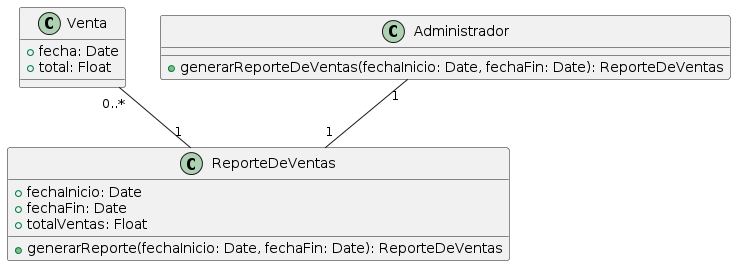 C Venta
+ fecha: Date
+ total: Float
C Administrador
+ generarReporteDeVentas(fechaInicio: Date, fechaFin: Date): ReporteDeVentas
0..*
1
1
1
C ReporteDeVentas
+ fechaInicio: Date
+ fechaFin: Date
+ totalVentas: Float
+ generarReporte(fechaInicio: Date, fechaFin: Date): ReporteDeVentas